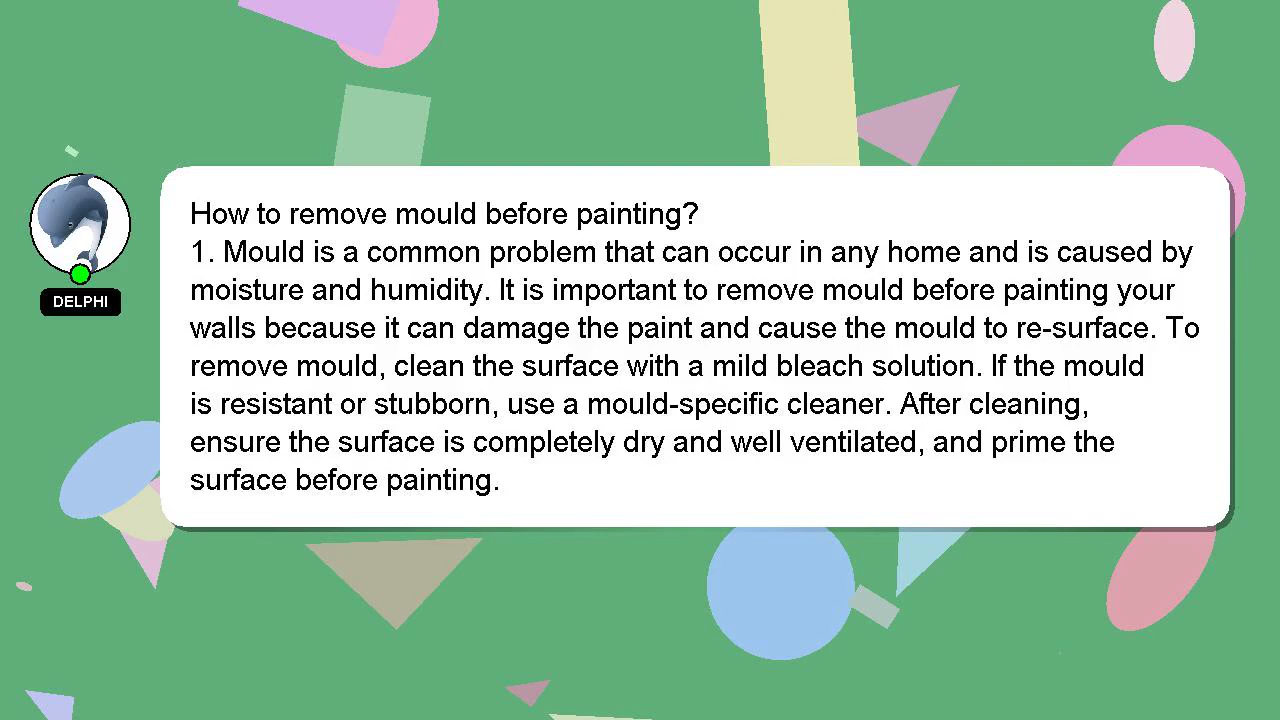 How to remove mould before painting?
1. Mould is a common problem that can occur in any home and is caused by
moisture and humidity. It is important to remove mould before painting your
walls because it can damage the paint and cause the mould to re-surface. To
remove mould, clean the surface with a mild bleach solution. If the mould
is resistant or stubborn, use a mould-specific cleaner. After cleaning,
ensure the surface is completely dry and well ventilated, and prime the
surface before painting.
DELPHI